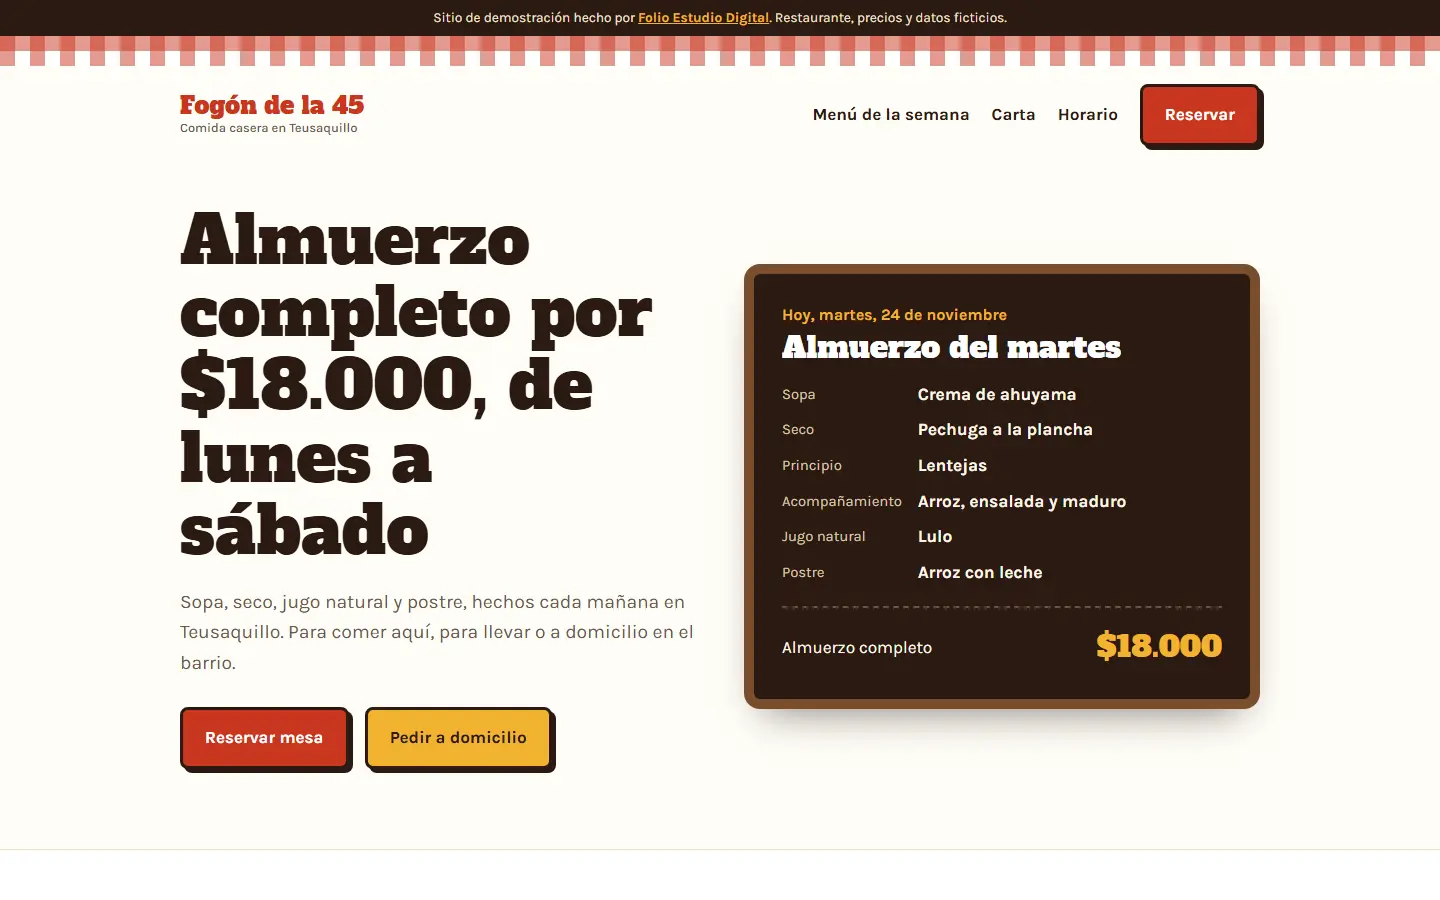 Sitio de demostración hecho por Folio Estudio Digital. Restaurante, precios y datos ficticios.
Fogón de la 45
Comida casera en Teusaquillo
Menú de la semana
Carta
Horario
Reservar
Almuerzo
completo por
$18.000, de
lunes a
sábado
Sopa, seco, jugo natural y postre, hechos cada mañana en
Teusaquillo. Para comer aquí, para llevar o a domicilio en el
barrio.
Reservar mesa
Pedir a domicilio
Hoy, martes, 24 de noviembre
Almuerzo del martes
Sopa Crema de ahuyama
Seco Pechuga a la plancha
Principio Lentejas
Acompañamiento Arroz, ensalada y maduro
Jugo natural Lulo
Postre Arroz con leche
Almuerzo completo $18.000